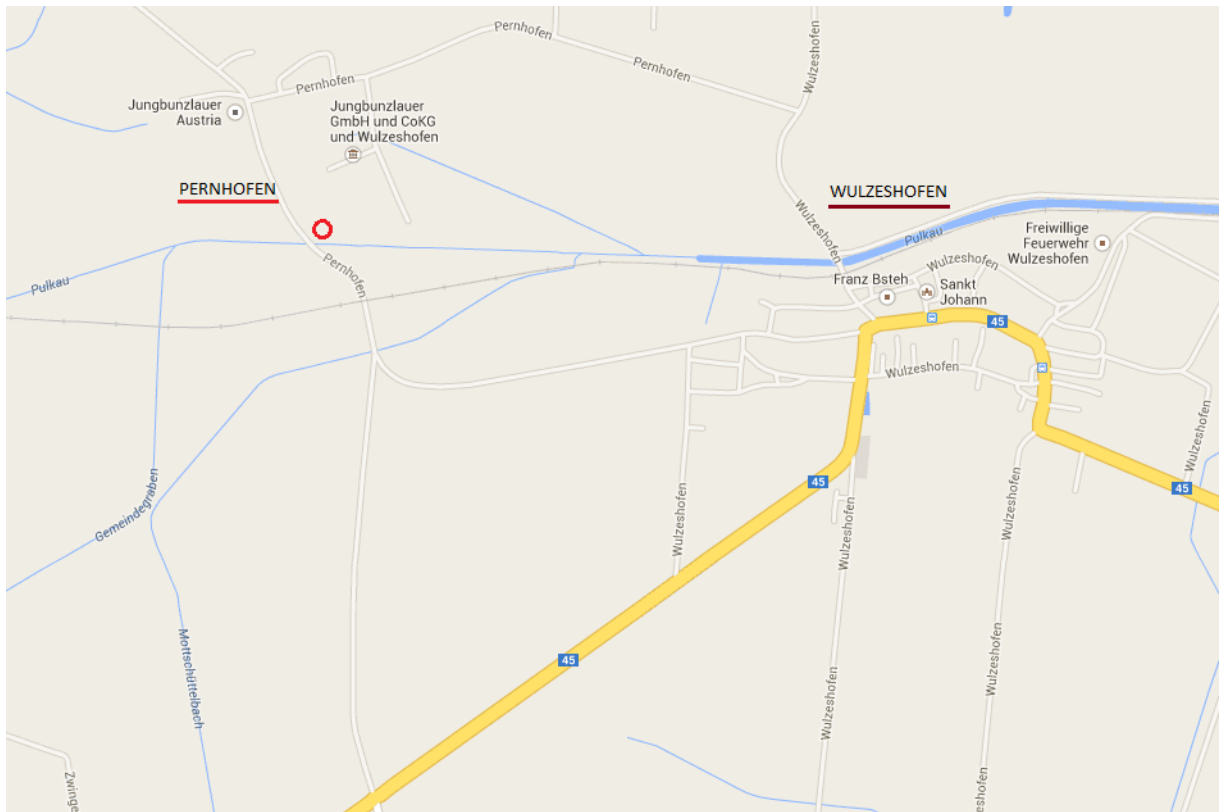 Pernhofen
Pernhofen
Wulzeshofen
Pernhofen
Jungbunzlauer
Austria
Jungbunzlauer
GmbH und CoKG
und Wulzeshofen
PERNHOFEN
WULZESHOFEN
Wulzeshofen
Pulkau
Freiwillige
Feuerwehr
Wulzeshofen
Pernhofen
Pulkau
Wulzeshofen
Franz Bsteh
Sankt
Johann
45
Wulzeshofen
Wulzeshofen
45
45
Gemeindegraben
Wulzeshofen
Wulzeshofen
Wulzeshofen
45
Mottschüttelbach
Wulzeshofen
Wulzeshofen
Zwinge
shofen